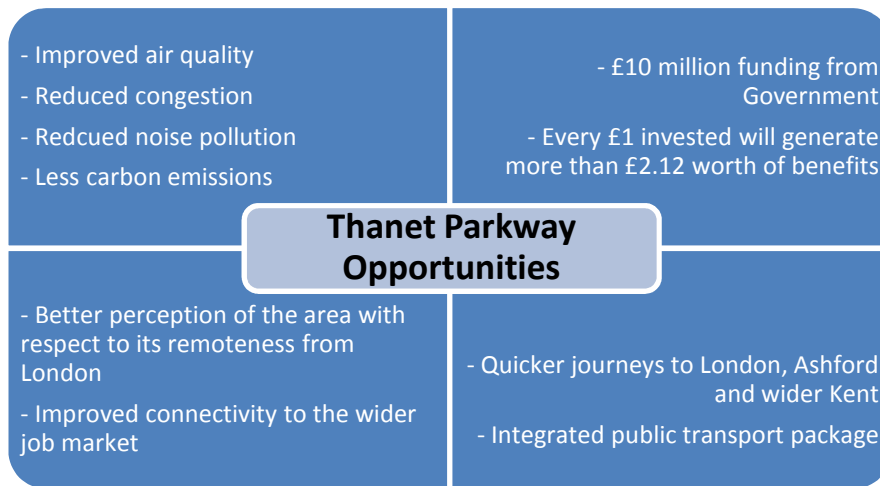 - Improved air quality
- Reduced congestion
- Redcued noise pollution
- Less carbon emissions
- £10 million funding from
Government
- Every £1 invested will generate
more than £2.12 worth of benefits
Thanet Parkway
Opportunities
- Better perception of the area with
respect to its remoteness from
London
- Improved connectivity to the wider
job market
- Quicker journeys to London, Ashford
and wider Kent
- Integrated public transport package